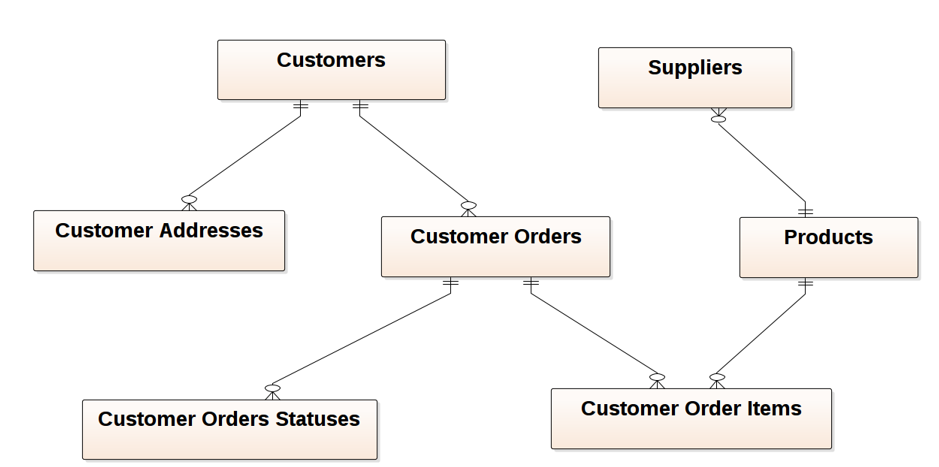 Customers
Suppliers
Customer Addresses
Customer Orders
Products
Customer Orders Statuses
Customer Order Items